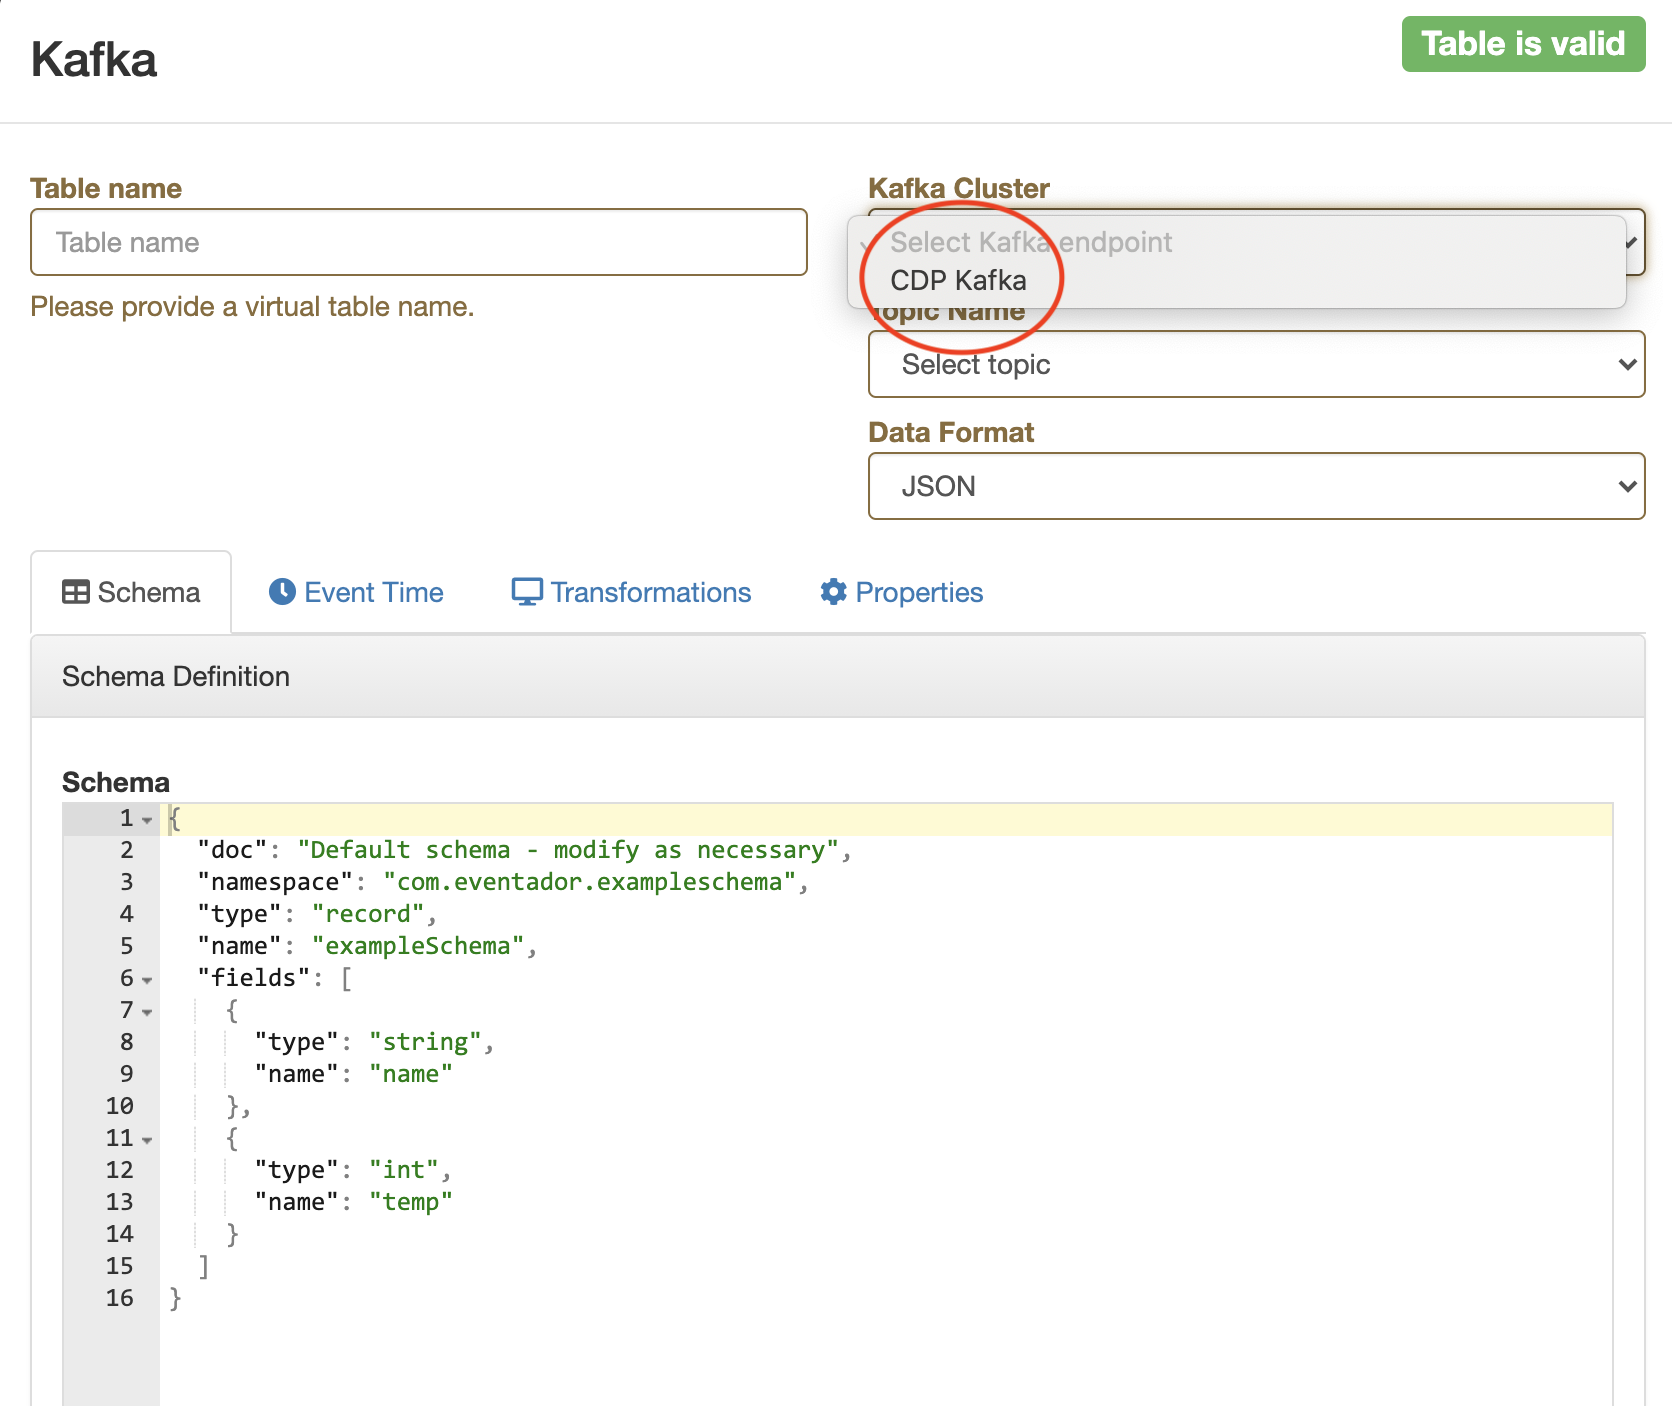 Kafka
Table is valid
Table name
Table name
Please provide a virtual table name.
Kafka Cluster
Select Kafka endpoint
CDP Kafka
Topic Name
Select topic
Data Format
JSON
Schema
Event Time
Transformations
Properties
Schema Definition
Schema
1 {
2 "doc": "Default schema - modify as necessary",
3 "namespace": "com.eventador.exampleschema",
4 "type": "record",
5 "name": "exampleSchema",
6 "fields": [
7 {
8 "type": "string",
9 "name": "name"
10 },
11 {
12 "type": "int",
13 "name": "temp"
14 }
15 ]
16 }